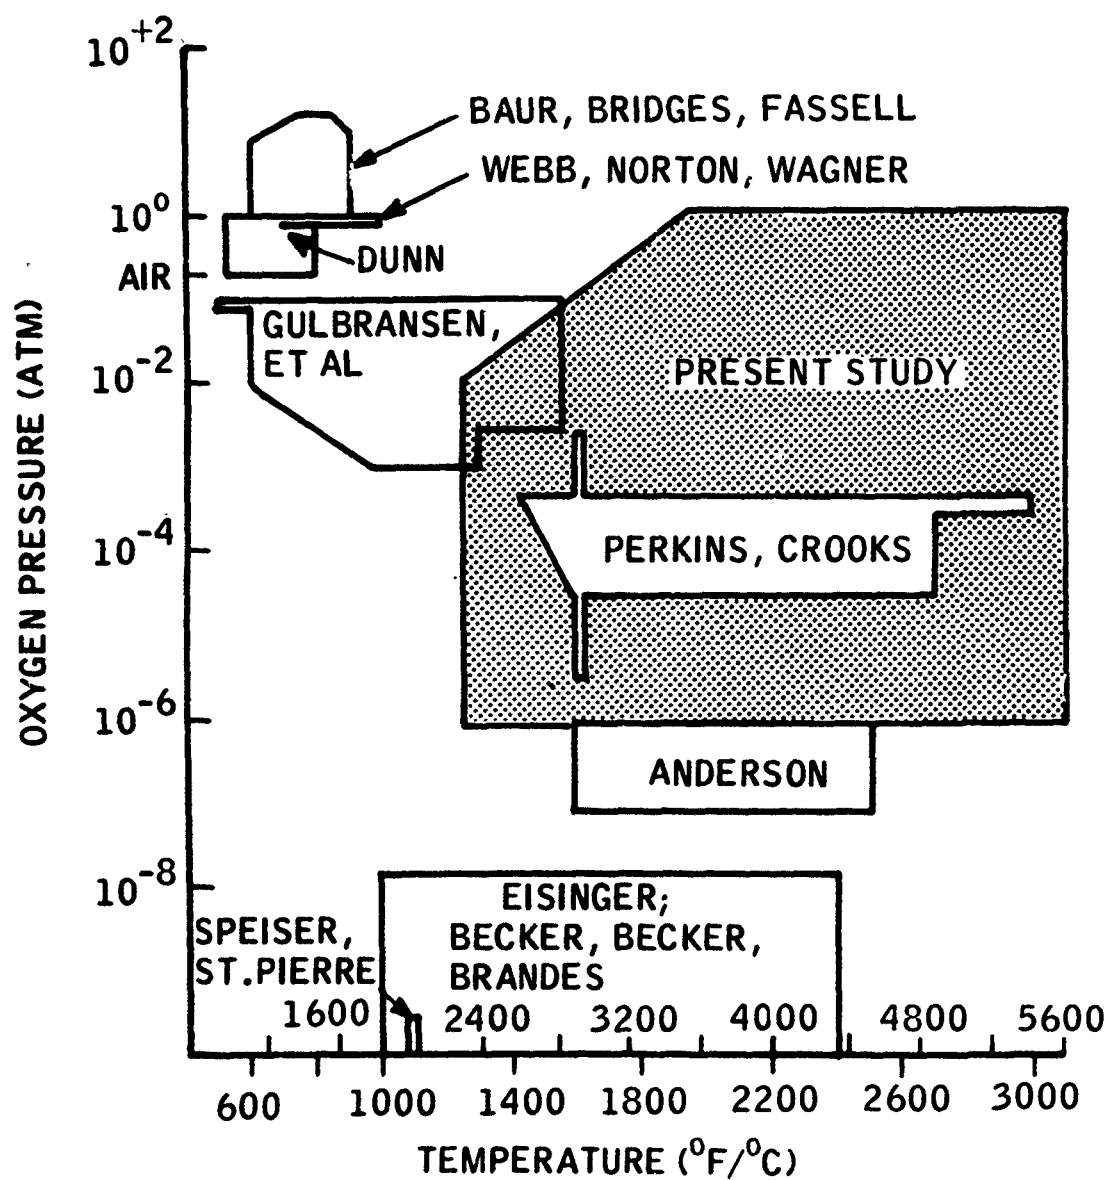 10+2
BAUR, BRIDGES, FASSELL
WEBB, NORTON, WAGNER
100
DUNN
AIR
GULBRANSEN,
ET AL
10-2
PRESENT STUDY
OXYGEN PRESSURE (ATM)
10-4
PERKINS, CROOKS
10-6
ANDERSON
10-8
EISINGER;
SPEISER,
BECKER, BECKER,
ST.PIERRE
BRANDES
1600 2400 3200 4000 4800 5600
600 1000 1400 1800 2200 2600 3000
TEMPERATURE (°F/°C)